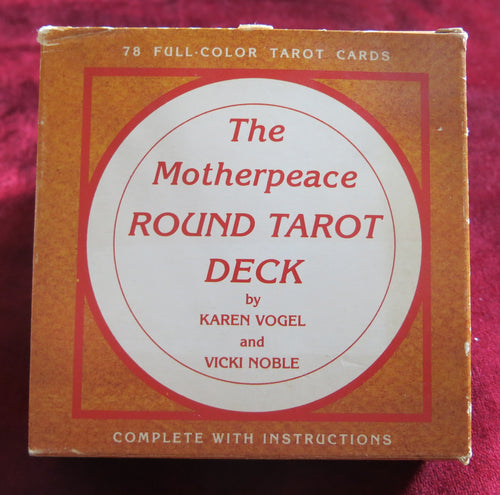 78 FULL-COLOR TAROT CARDS
The
Motherpeace
ROUND TAROT
DECK
by
KAREN VOGEL
and
VICKI NOBLE
COMPLETE WITH INSTRUCTIONS